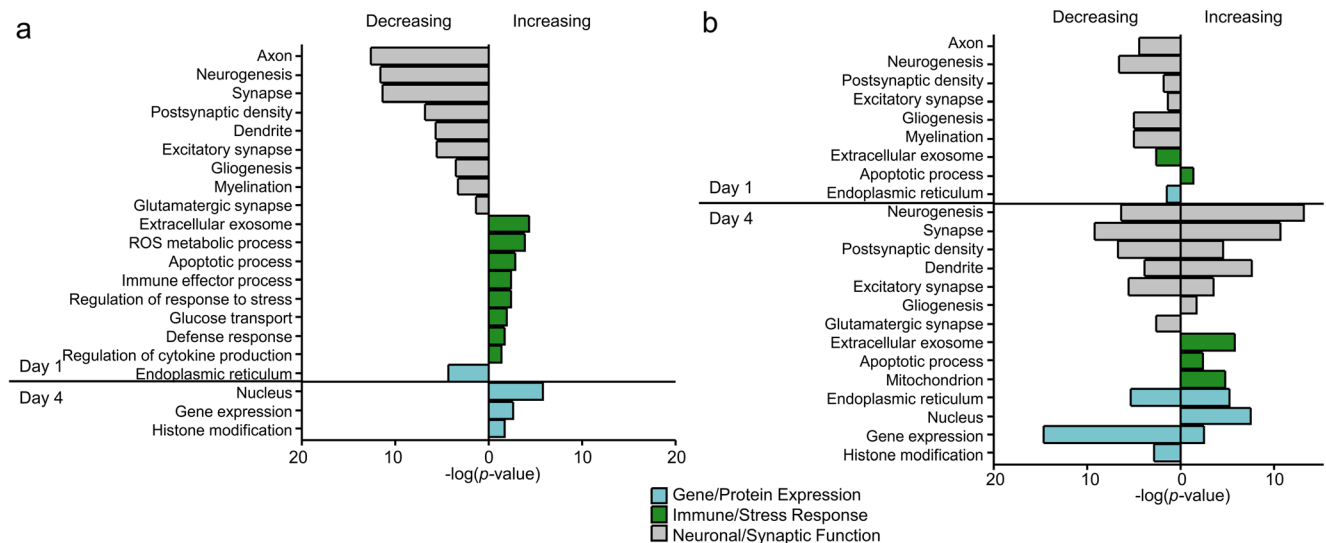 a
Decreasing
Increasing
Axon
Neurogenesis
Synapse
Postsynaptic density
Dendrite
Excitatory synapse
Gliogenesis
Myelination
Glutamatergic synapse
Extracellular exosome
ROS metabolic process
Apoptotic process
Immune effector process
Regulation of response to stress
Glucose transport
Defense response
Regulation of cytokine production
Day 1
Endoplasmic reticulum
Day 4
Nucleus
Gene expression
Histone modification
20 10 0 10 20
-log(p-value)
b
Decreasing
Increasing
Axon
Neurogenesis
Postsynaptic density
Excitatory synapse
Gliogenesis
Myelination
Extracellular exosome
Apoptotic process
Day 1
Endoplasmic reticulum
Day 4
Neurogenesis
Synapse
Postsynaptic density
Dendrite
Excitatory synapse
Gliogenesis
Glutamatergic synapse
Extracellular exosome
Apoptotic process
Mitochondrion
Endoplasmic reticulum
Nucleus
Gene expression
Histone modification
20 10 0 10
-log(p-value)
Gene/Protein Expression
Immune/Stress Response
Neuronal/Synaptic Function